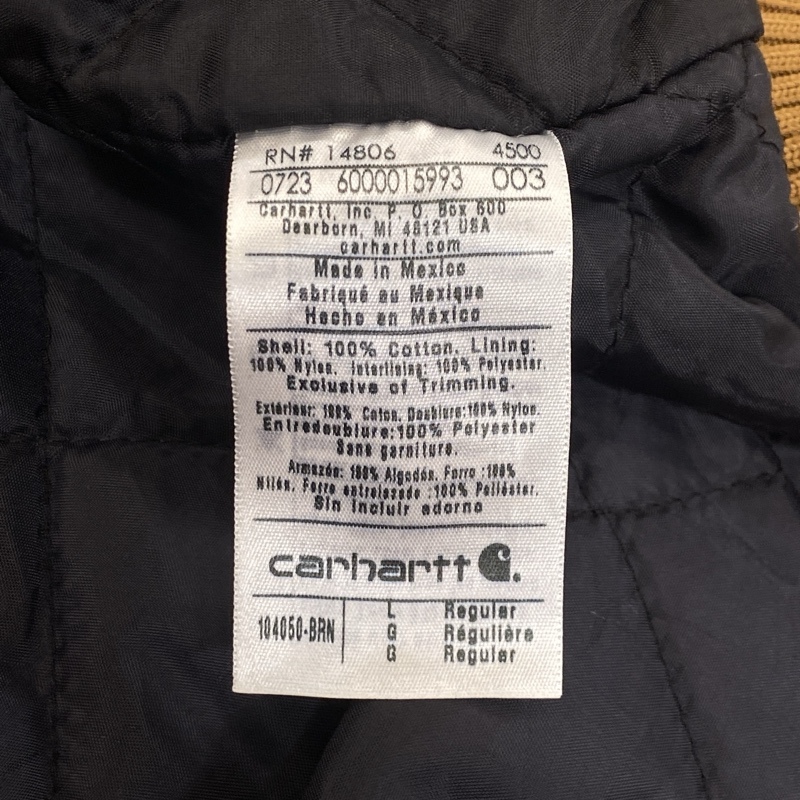 RN# 14806 4500
0723 6000015993 003
Carhartt, Inc. P. O. Box 600
Dearborn, MI 48121 USA
carhartt.com
Made in Mexico
Fabriqué au Mexique
Hecho en México
Shell: 100% Cotton. Lining:
100% Nylon. Interlining: 100% Polyester.
Exclusive of Trimming.
Extérieur: 100% Coton. Doublure:100% Nylon.
Entredoublure:100% Polyester
Sans garniture.
Armazón: 100% Algodón. Forro :100%
Nilón. Forro entrelazado :100% Poliéster.
Sin incluir adorno
carhartt
104050-BRN L Regular
G Régulière
G Regular